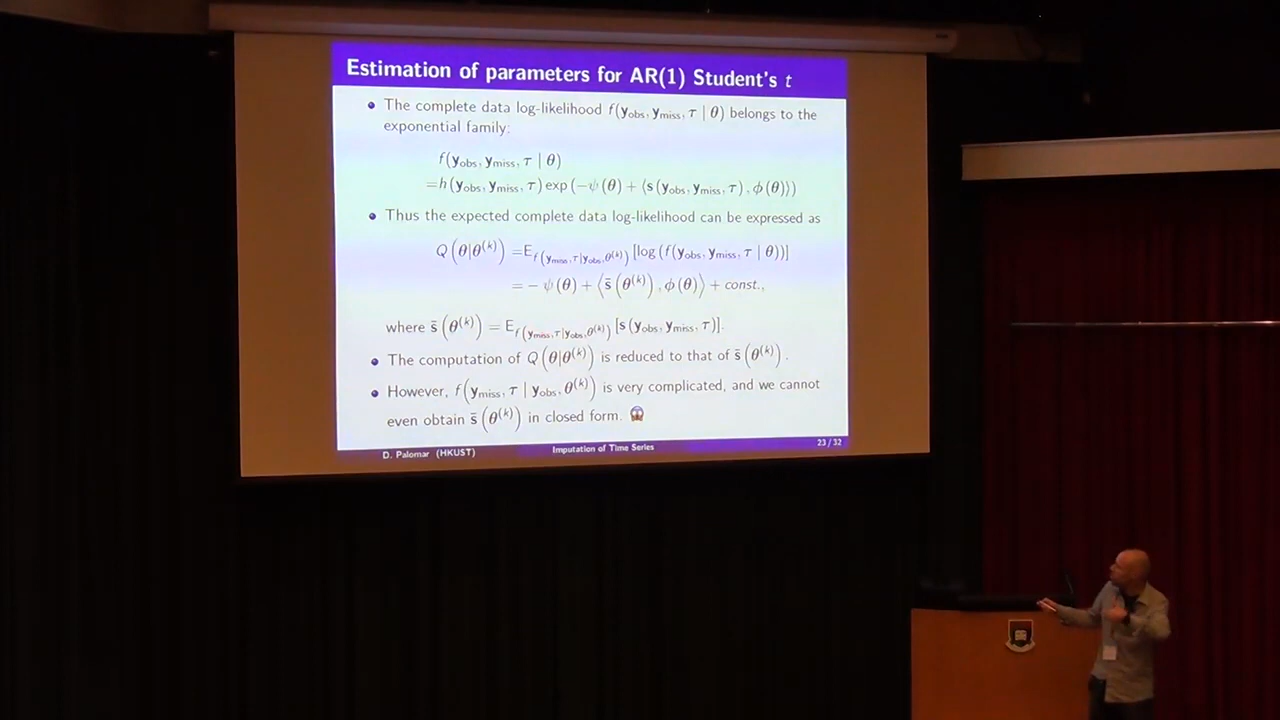 Estimation of parameters for AR(1) Student's t
• The complete data log-likelihood f(y_obs, y_miss, τ | θ) belongs to the
exponential family:
f(y_obs, y_miss, τ | θ)
=h(y_obs, y_miss, τ) exp(−ψ(θ) + ⟨s(y_obs, y_miss, τ), φ(θ)⟩)
• Thus the expected complete data log-likelihood can be expressed as
Q(θ|θ^(k)) =E_f(y_miss,τ|y_obs,θ^(k)) [log(f(y_obs, y_miss, τ | θ))]
= − ψ(θ) + ⟨s̄(θ^(k)), φ(θ)⟩ + const.,
where s̄(θ^(k)) = E_f(y_miss,τ|y_obs,θ^(k)) [s(y_obs, y_miss, τ)].
• The computation of Q(θ|θ^(k)) is reduced to that of s̄(θ^(k)).
• However, f(y_miss, τ | y_obs, θ^(k)) is very complicated, and we cannot
even obtain s̄(θ^(k)) in closed form. 😱
D. Palomar (HKUST) Imputation of Time Series 23 / 32